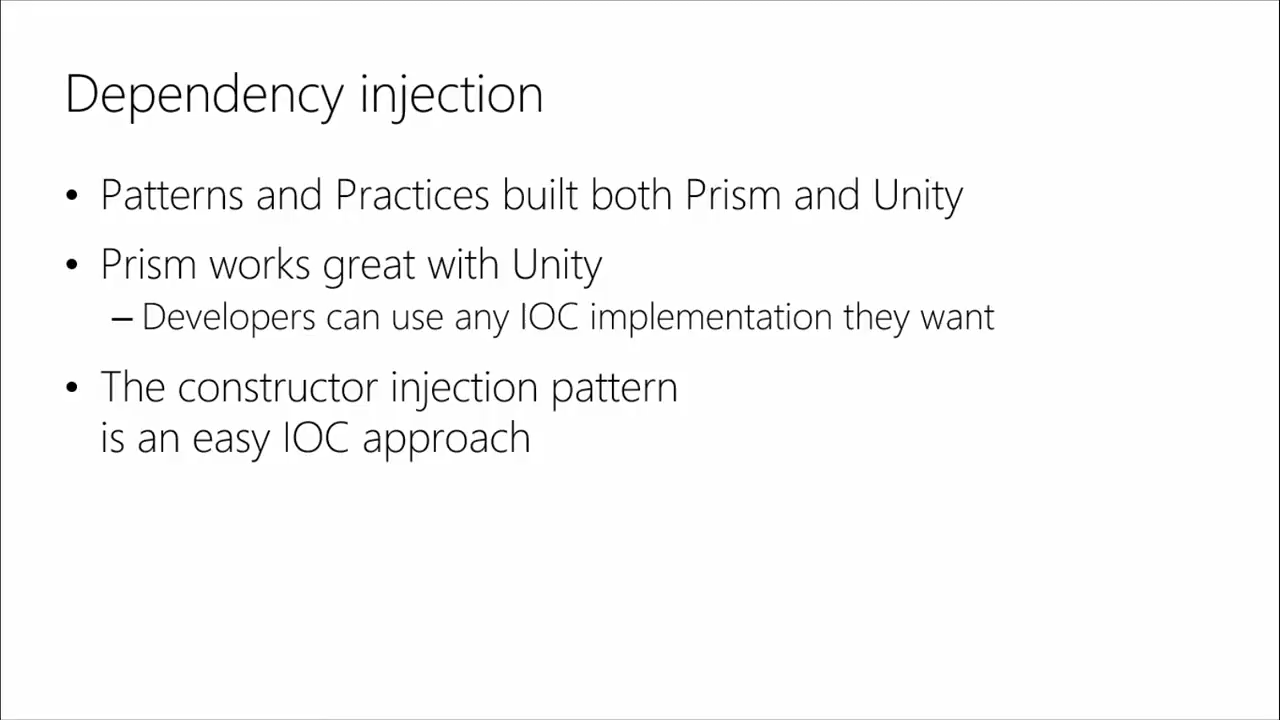 Dependency injection
• Patterns and Practices built both Prism and Unity
• Prism works great with Unity
– Developers can use any IOC implementation they want
• The constructor injection pattern
is an easy IOC approach